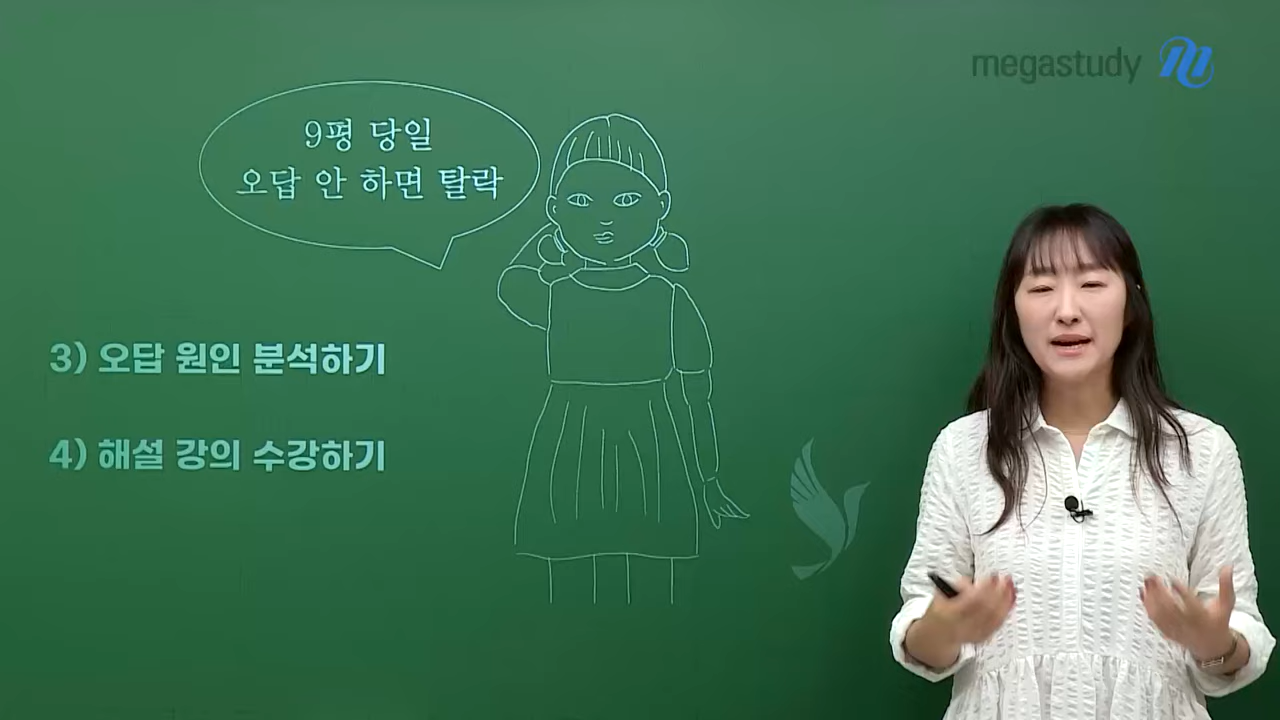 megastudy
9평 당일
오답 안 하면 탈락
3) 오답 원인 분석하기
4) 해설 강의 수강하기